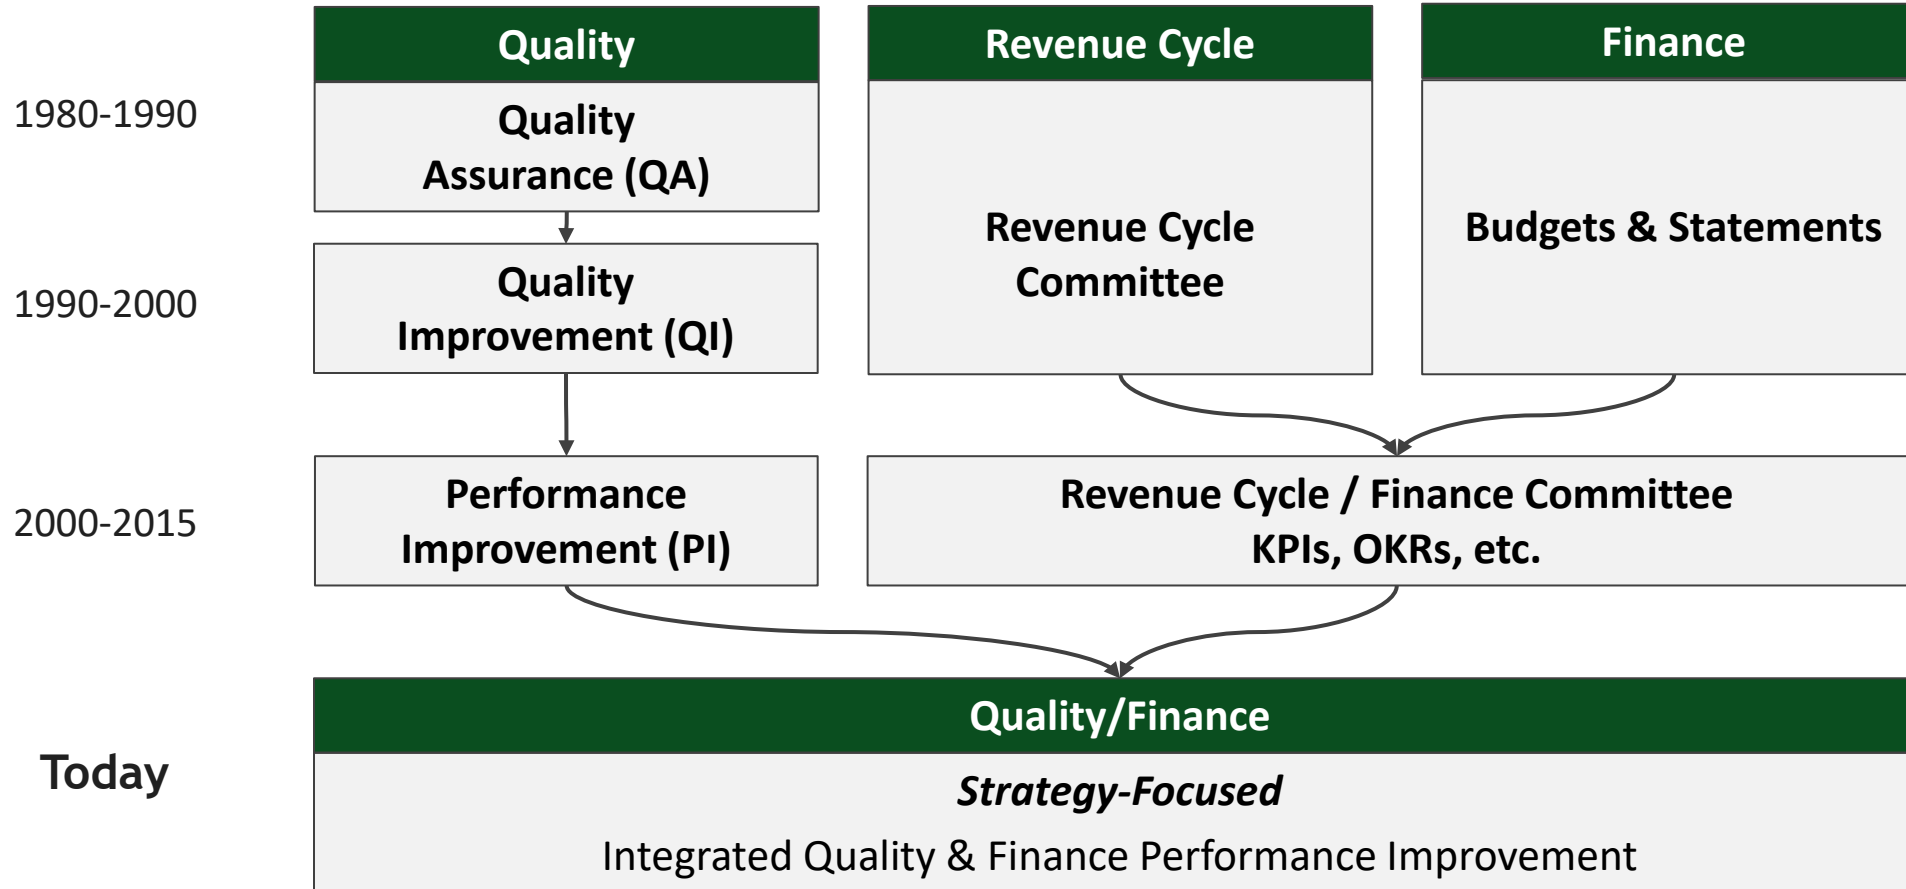 Quality
Revenue Cycle
Finance
1980-1990
Quality
Assurance (QA)
Revenue Cycle
Committee
Budgets & Statements
1990-2000
Quality
Improvement (QI)
2000-2015
Performance
Improvement (PI)
Revenue Cycle / Finance Committee
KPIs, OKRs, etc.
Today
Quality/Finance
Strategy-Focused
Integrated Quality & Finance Performance Improvement